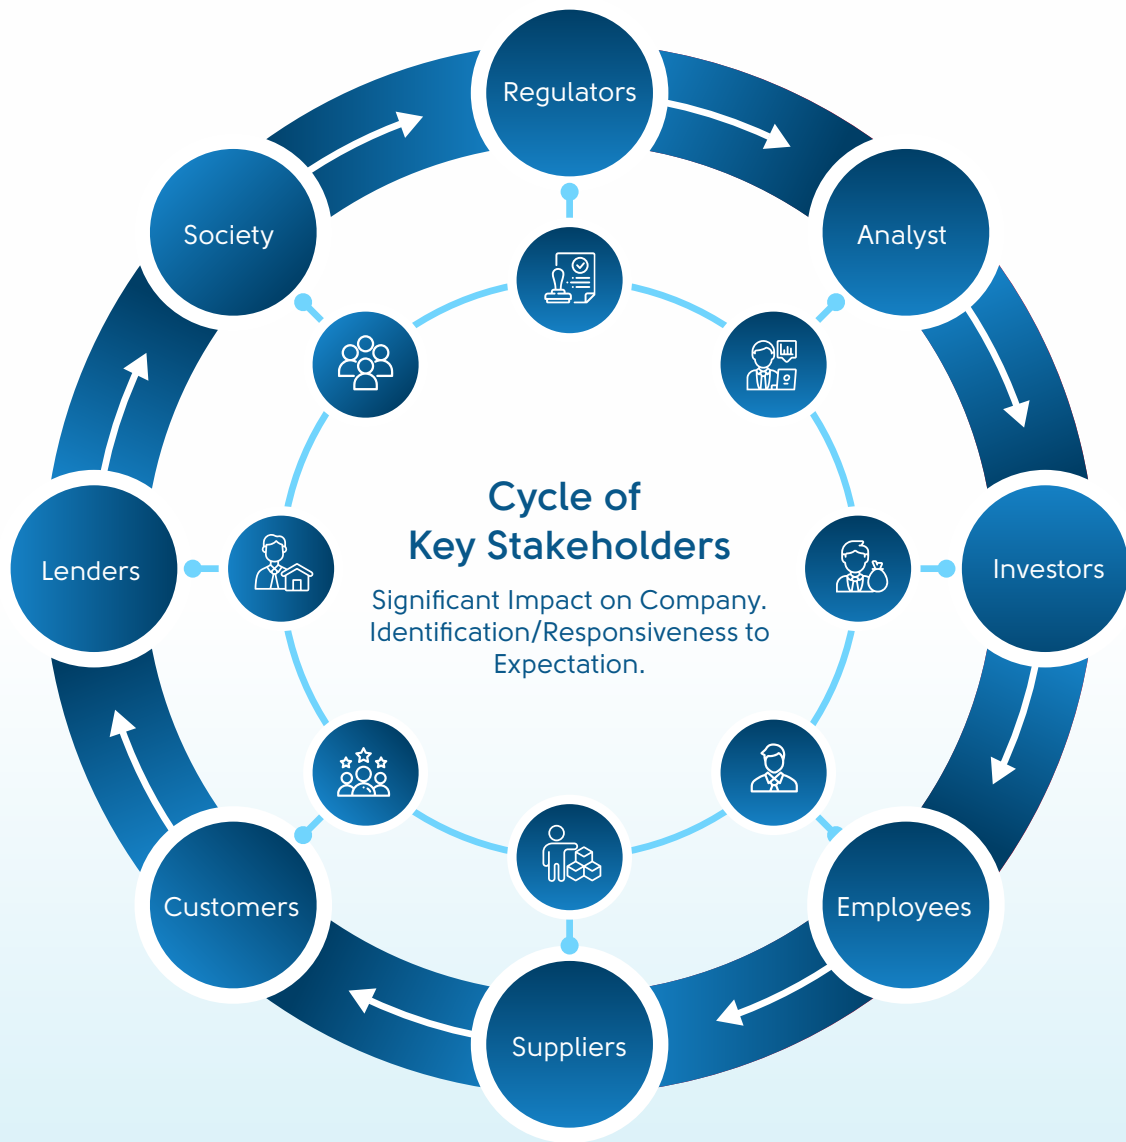 Regulators
Analyst
Investors
Employees
Suppliers
Customers
Lenders
Society
Cycle of
Key Stakeholders
Significant Impact on Company.
Identification/Responsiveness to
Expectation.